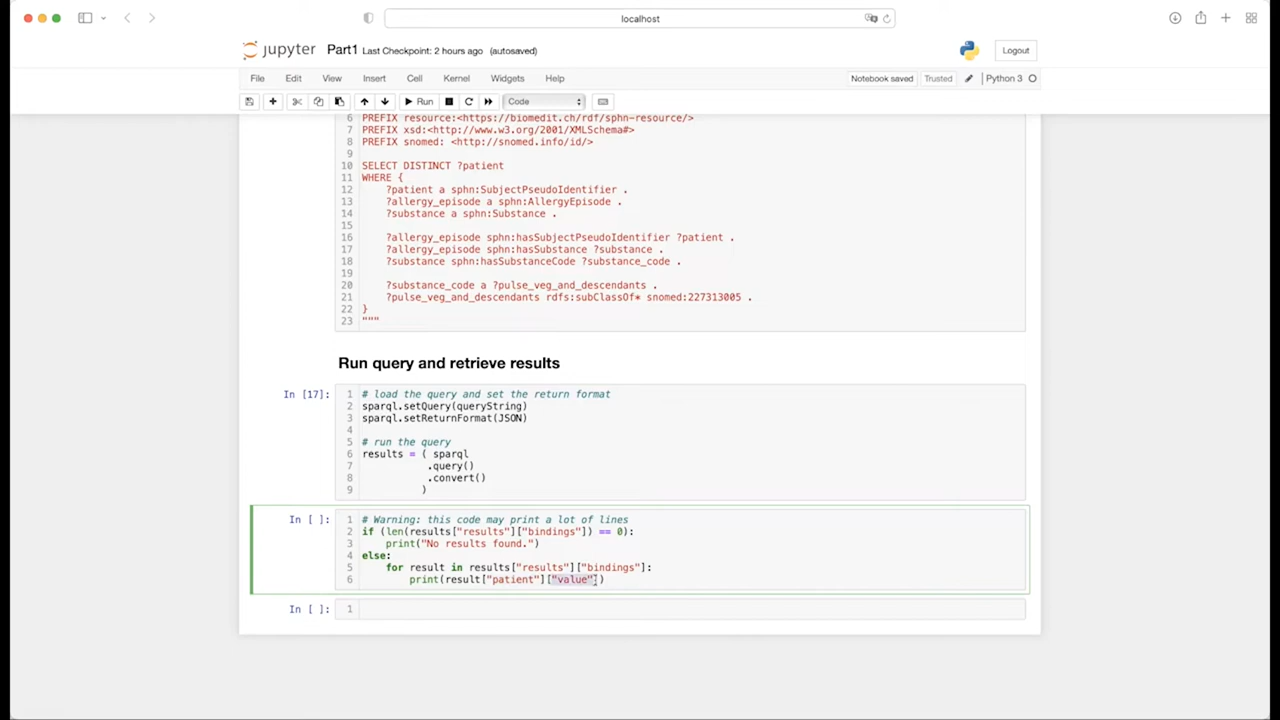 localhost
jupyter Part1 Last Checkpoint: 2 hours ago (autosaved) Logout
File Edit View Insert Cell Kernel Widgets Help Notebook saved Trusted Python 3
Run Code
6 PREFIX resource:<https://biomedit.ch/rdf/sphn-resource/>
7 PREFIX xsd:<http://www.w3.org/2001/XMLSchema#>
8 PREFIX snomed: <http://snomed.info/id/>
9
10 SELECT DISTINCT ?patient
11 WHERE {
12 ?patient a sphn:SubjectPseudoIdentifier .
13 ?allergy_episode a sphn:AllergyEpisode .
14 ?substance a sphn:Substance .
15
16 ?allergy_episode sphn:hasSubjectPseudoIdentifier ?patient .
17 ?allergy_episode sphn:hasSubstance ?substance .
18 ?substance sphn:hasSubstanceCode ?substance_code .
19
20 ?substance_code a ?pulse_veg_and_descendants .
21 ?pulse_veg_and_descendants rdfs:subClassOf* snomed:227313005 .
22 }
23 """
Run query and retrieve results
In [17]: 1 # load the query and set the return format
2 sparql.setQuery(queryString)
3 sparql.setReturnFormat(JSON)
4
5 # run the query
6 results = ( sparql
7 .query()
8 .convert()
9 )
In [ ]: 1 # Warning: this code may print a lot of lines
2 if (len(results["results"]["bindings"]) == 0):
3 print("No results found.")
4 else:
5 for result in results["results"]["bindings"]:
6 print(result["patient"]["value"])
In [ ]: 1